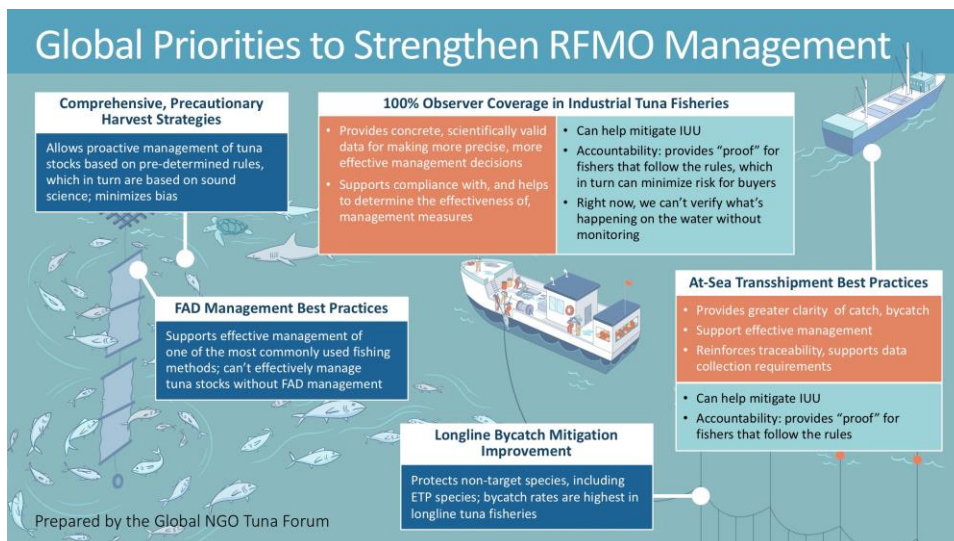 Global Priorities to Strengthen RFMO Management
Comprehensive, Precautionary
Harvest Strategies
Allows proactive management of tuna
stocks based on pre-determined rules,
which in turn are based on sound
science; minimizes bias
100% Observer Coverage in Industrial Tuna Fisheries
• Provides concrete, scientifically valid
data for making more precise, more
effective management decisions
• Supports compliance with, and helps
to determine the effectiveness of,
management measures
• Can help mitigate IUU
• Accountability: provides “proof” for
fishers that follow the rules, which
in turn can minimize risk for buyers
• Right now, we can’t verify what’s
happening on the water without
monitoring
FAD Management Best Practices
Supports effective management of
one of the most commonly used fishing
methods; can’t effectively manage
tuna stocks without FAD management
At-Sea Transshipment Best Practices
• Provides greater clarity of catch, bycatch
• Support effective management
• Reinforces traceability, supports data
collection requirements
• Can help mitigate IUU
• Accountability: provides “proof” for
fishers that follow the rules
Longline Bycatch Mitigation
Improvement
Protects non-target species, including
ETP species; bycatch rates are highest in
longline tuna fisheries
Prepared by the Global NGO Tuna Forum